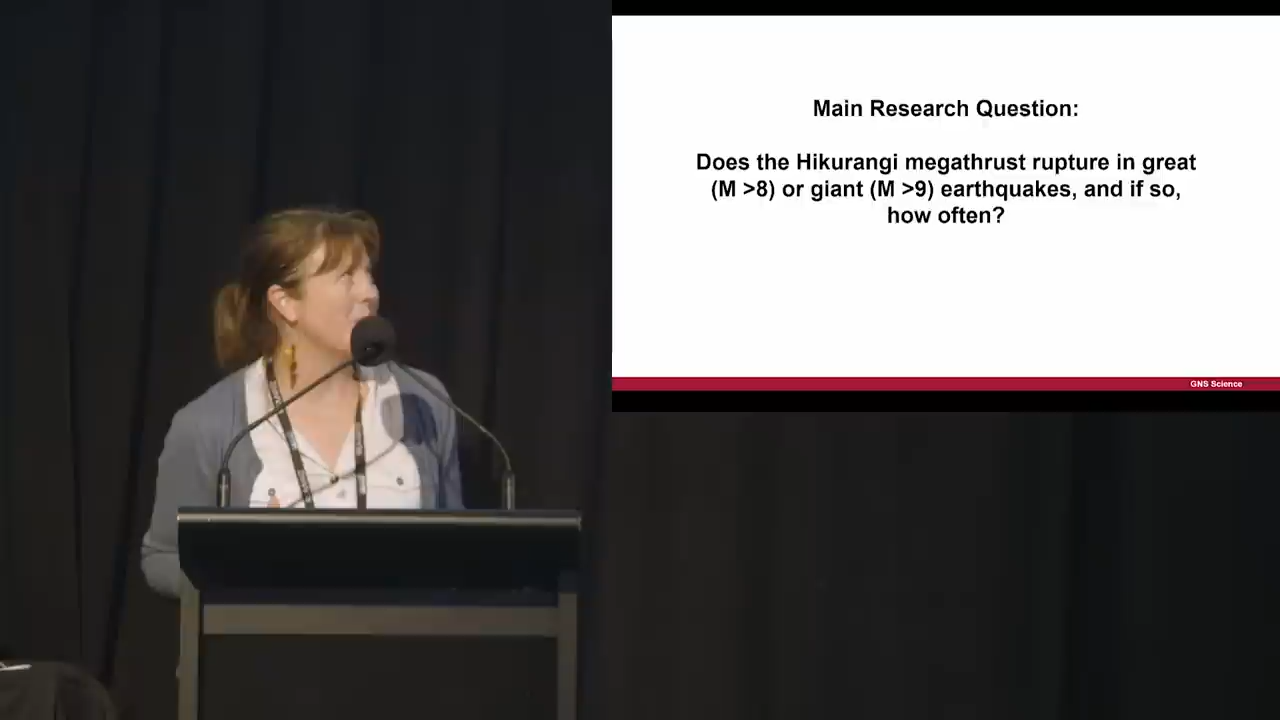 Main Research Question:
Does the Hikurangi megathrust rupture in great
(M >8) or giant (M >9) earthquakes, and if so,
how often?
GNS Science